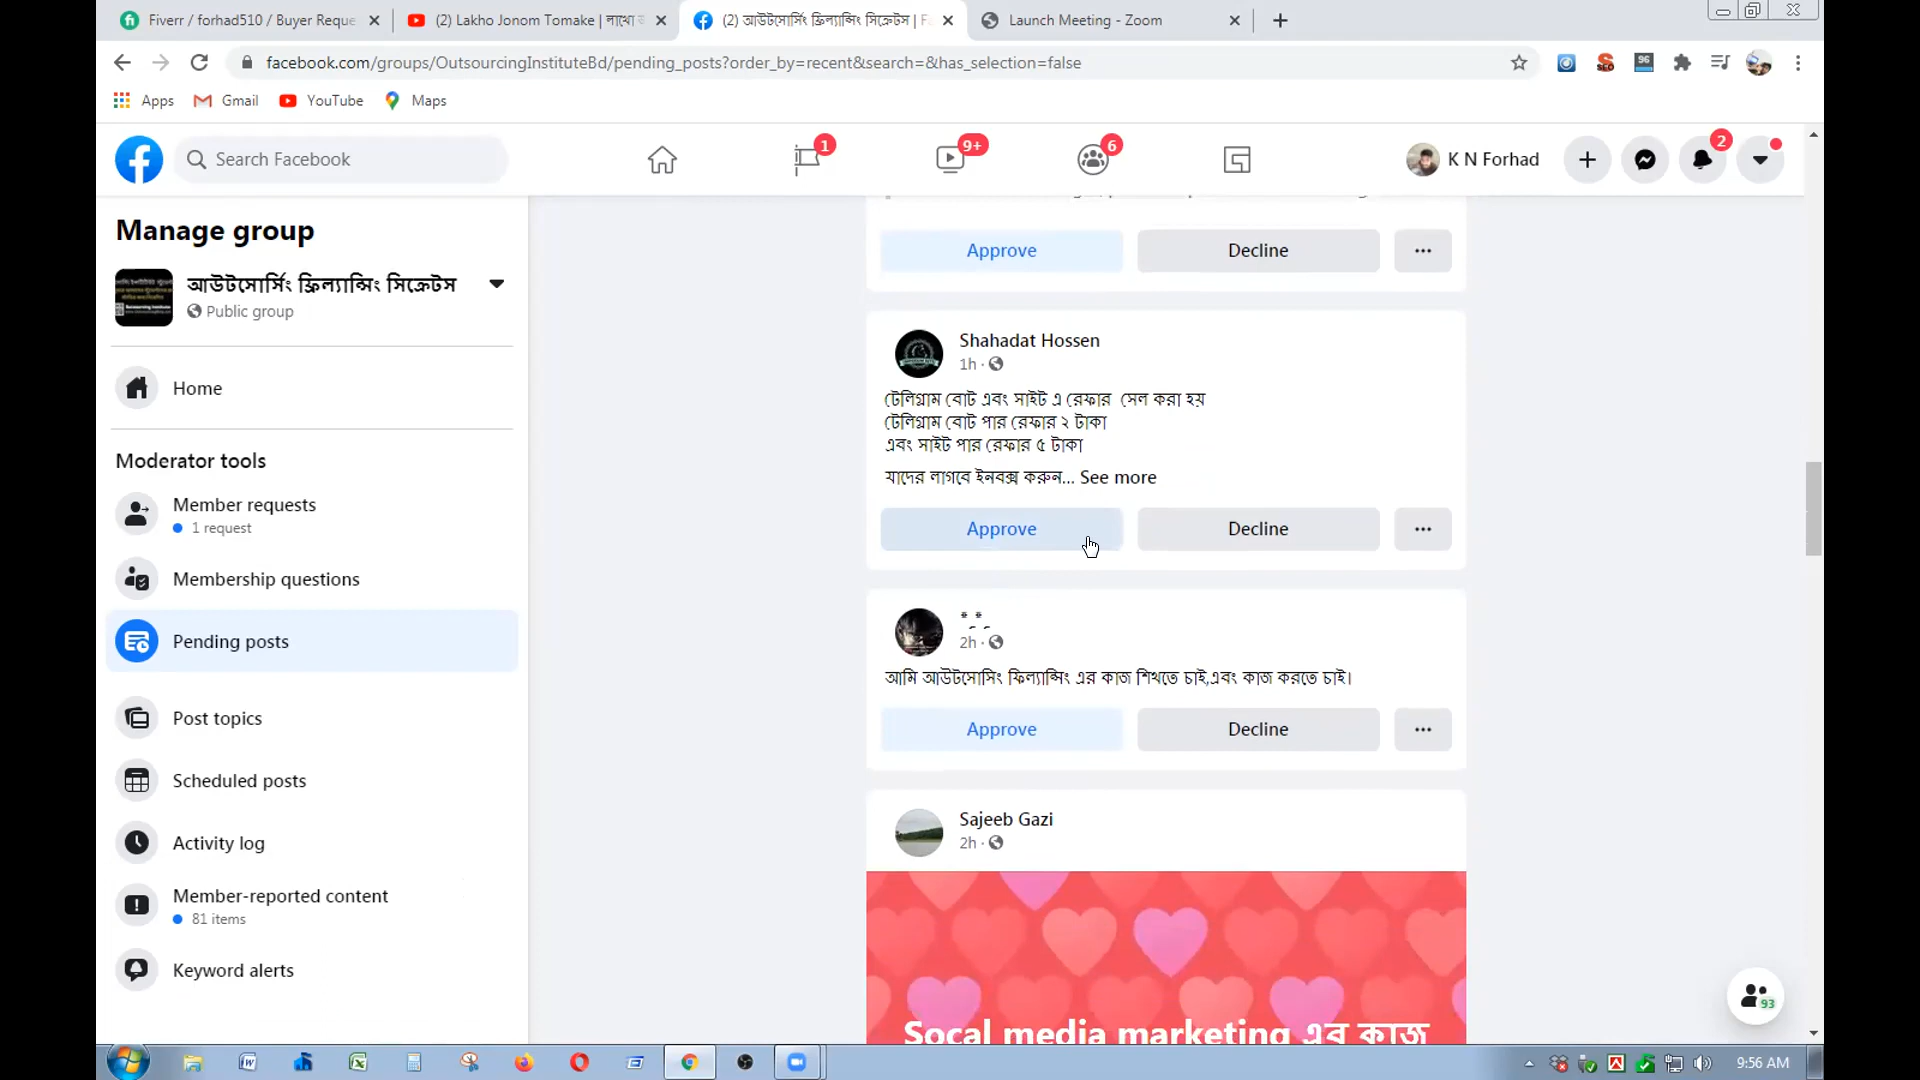 Fiverr / forhad510 / Buyer Reque
(2) Lakho Jonom Tomake | লাখো জ
(2) আউটসোর্সিং ফ্রিল্যান্সিং সিক্রেটস | F
Launch Meeting - Zoom
facebook.com/groups/OutsourcingInstituteBd/pending_posts?order_by=recent&search=&has_selection=false
96
Apps
Gmail
YouTube
Maps
Search Facebook
1
9+
6
K N Forhad
2
Manage group
আউটসোর্সিং ফ্রিল্যান্সিং সিক্রেটস
Public group
Home
Moderator tools
Member requests
1 request
Membership questions
Pending posts
Post topics
Scheduled posts
Activity log
Member-reported content
81 items
Keyword alerts
Approve
Decline
Shahadat Hossen
1h
টেলিগ্রাম বোট এবং সাইট এ রেফার সেল করা হয়
টেলিগ্রাম বোট পার রেফার ২ টাকা
এবং সাইট পার রেফার ৫ টাকা
যাদের লাগবে ইনবক্স করুন... See more
Approve
Decline
2h
আমি আউটসোসিং ফিল্যান্সিং এর কাজ শিখতে চাই,এবং কাজ করতে চাই।
Approve
Decline
Sajeeb Gazi
2h
Socal media marketing এর কাজ
93
9:56 AM